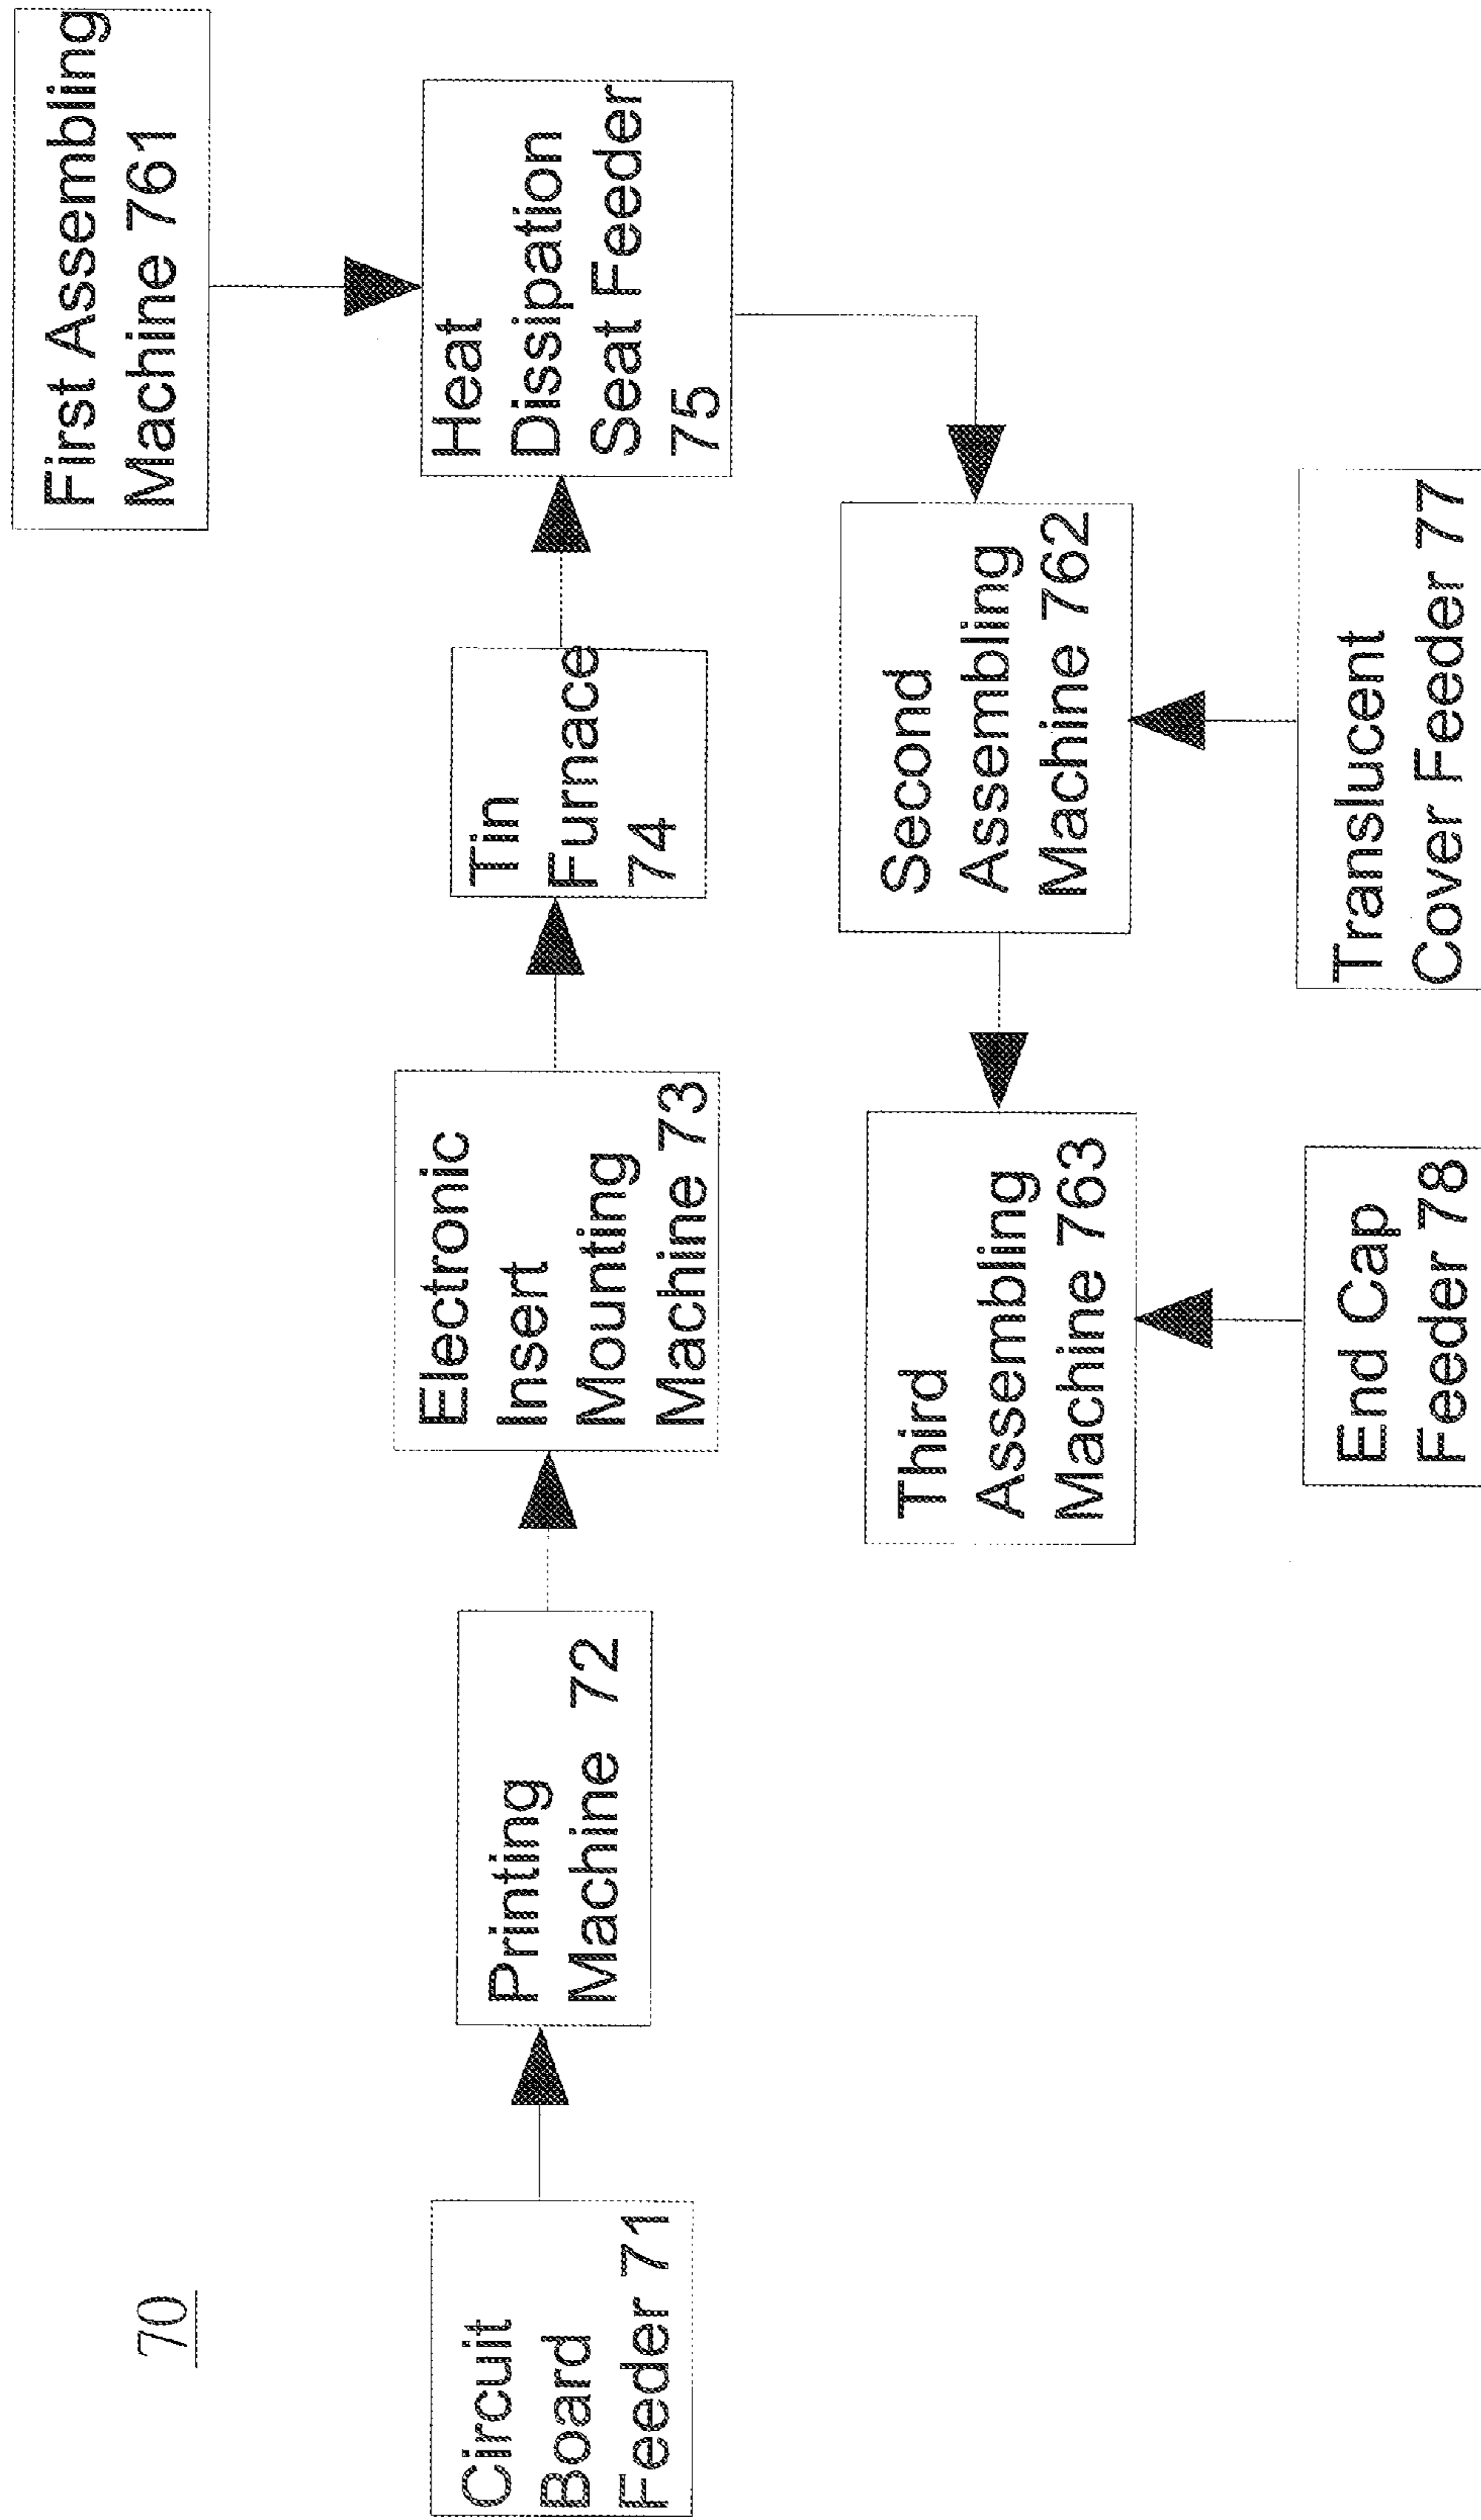 70
First Assembling
Machine 761
Circuit
Board
Feeder 71
Printing
Machine 72
Electronic
Insert
Mounting
Machine 73
Tin
Furnace
74
Heat
Dissipation
Seat Feeder
75
Third
Assembling
Machine 763
Second
Assembling
Machine 762
End Cap
Feeder 78
Translucent
Cover Feeder 77